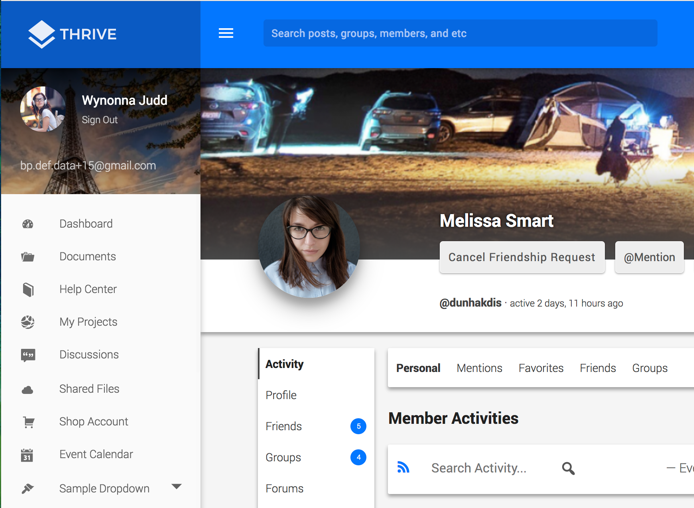 THRIVE
Search posts, groups, members, and etc
Wynonna Judd
Sign Out
bp.def.data+15@gmail.com
Dashboard
Documents
Help Center
My Projects
Discussions
Shared Files
Shop Account
31
Event Calendar
Sample Dropdown
Melissa Smart
Cancel Friendship Request
@Mention
@dunhakdis · active 2 days, 11 hours ago
Activity
Profile
Friends 5
Groups 4
Forums
Personal Mentions Favorites Friends Groups
Member Activities
Search Activity...
— Eve